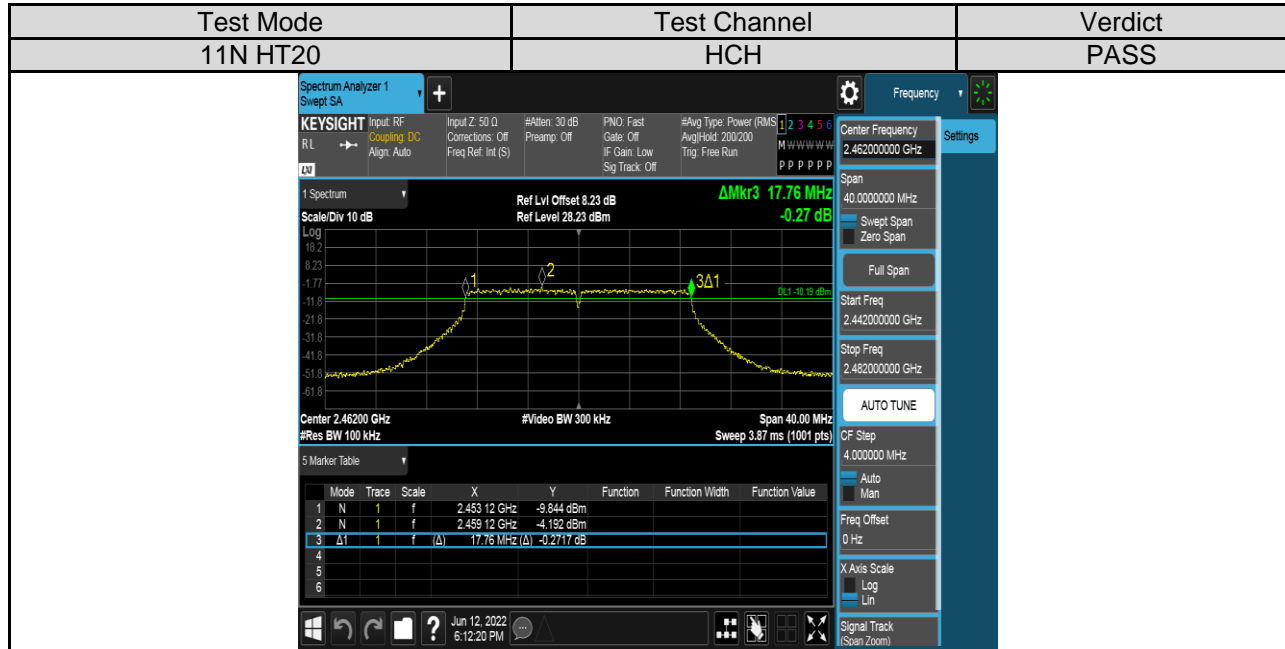 Test Mode Test Channel Verdict
11N HT20 HCH PASS
Spectrum Analyzer 1
Swept SA
Frequency
KEYSIGHT Input: RF Input Z: 50 Ω #Atten: 30 dB PNO: Fast #Avg Type: Power (RMS 1 2 3 4 5 6
RL Coupling: DC Corrections: Off Preamp: Off Gate: Off Avg|Hold: 200/200 M W W W W W
Align: Auto Freq Ref: Int (S) IF Gain: Low Trig: Free Run
Sig Track: Off P P P P P P
LXI
Center Frequency
2.462000000 GHz
Settings
Span
40.0000000 MHz
Swept Span
Zero Span
Full Span
Start Freq
2.442000000 GHz
Stop Freq
2.482000000 GHz
AUTO TUNE
CF Step
4.000000 MHz
Auto
Man
Freq Offset
0 Hz
X Axis Scale
Log
Lin
Signal Track
(Span Zoom)
1 Spectrum Ref Lvl Offset 8.23 dB ΔMkr3 17.76 MHz
Scale/Div 10 dB Ref Level 28.23 dBm -0.27 dB
Log
18.2
8.23
-1.77
-11.8
-21.8
-31.8
-41.8
-51.8
-61.8
1
2
3Δ1
DL1 -10.19 dBm
Center 2.46200 GHz #Video BW 300 kHz Span 40.00 MHz
#Res BW 100 kHz Sweep 3.87 ms (1001 pts)
5 Marker Table
Mode Trace Scale X Y Function Function Width Function Value
1 N 1 f 2.453 12 GHz -9.844 dBm
2 N 1 f 2.459 12 GHz -4.192 dBm
3 Δ1 1 f (Δ) 17.76 MHz (Δ) -0.2717 dB
4
5
6
? Jun 12, 2022
6:12:20 PM